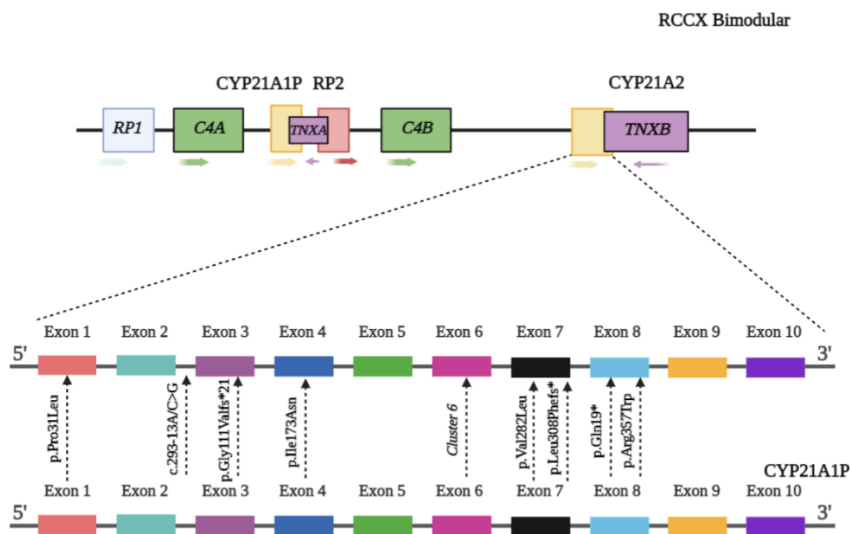 RCCX Bimodular
CYP21A1P RP2
CYP21A2
RP1
C4A
TNXA
C4B
TNXB
Exon 1 Exon 2 Exon 3 Exon 4 Exon 5 Exon 6 Exon 7 Exon 8 Exon 9 Exon 10
5' 3'
p.Pro31Leu
c.293-13A/C>G
p.Gly111Valfs*21
p.Ile173Asn
Cluster 6
p.Val282Leu
p.Leu308Phefs*
p.Gln19*
p.Arg357Trp
CYP21A1P
Exon 1 Exon 2 Exon 3 Exon 4 Exon 5 Exon 6 Exon 7 Exon 8 Exon 9 Exon 10
5' 3'